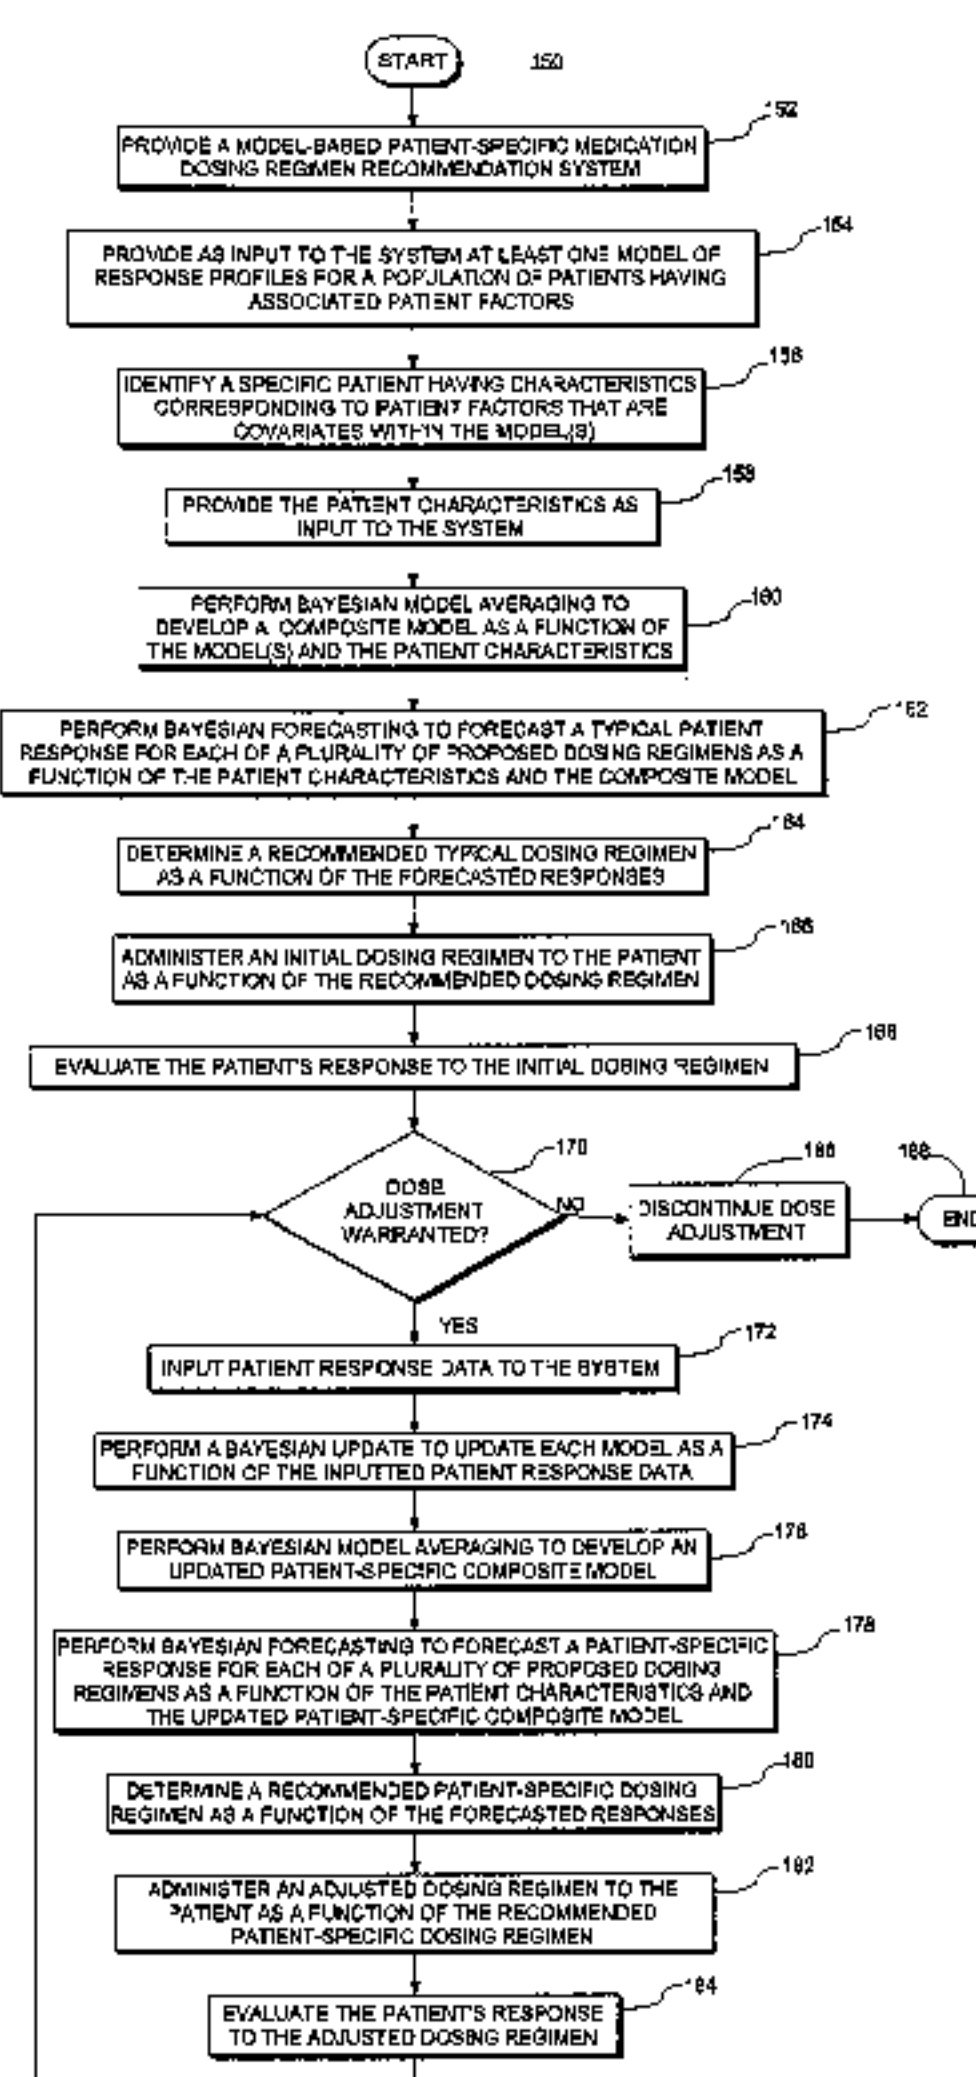 START
150
152
PROVIDE A MODEL-BASED PATIENT-SPECIFIC MEDICATION
DOSING REGIMEN RECOMMENDATION SYSTEM
154
PROVIDE AS INPUT TO THE SYSTEM AT LEAST ONE MODEL OF
RESPONSE PROFILES FOR A POPULATION OF PATIENTS HAVING
ASSOCIATED PATIENT FACTORS
156
IDENTIFY A SPECIFIC PATIENT HAVING CHARACTERISTICS
CORRESPONDING TO PATIENT FACTORS THAT ARE
COVARIATES WITHIN THE MODEL(S)
158
PROVIDE THE PATIENT CHARACTERISTICS AS
INPUT TO THE SYSTEM
160
PERFORM BAYESIAN MODEL AVERAGING TO
DEVELOP A COMPOSITE MODEL AS A FUNCTION OF
THE MODEL(S) AND THE PATIENT CHARACTERISTICS
162
PERFORM BAYESIAN FORECASTING TO FORECAST A TYPICAL PATIENT
RESPONSE FOR EACH OF A PLURALITY OF PROPOSED DOSING REGIMENS AS A
FUNCTION OF THE PATIENT CHARACTERISTICS AND THE COMPOSITE MODEL
164
DETERMINE A RECOMMENDED TYPICAL DOSING REGIMEN
AS A FUNCTION OF THE FORECASTED RESPONSES
166
ADMINISTER AN INITIAL DOSING REGIMEN TO THE PATIENT
AS A FUNCTION OF THE RECOMMENDED DOSING REGIMEN
168
EVALUATE THE PATIENT'S RESPONSE TO THE INITIAL DOSING REGIMEN
170
DOSE
ADJUSTMENT
WARRANTED?
NO
186
DISCONTINUE DOSE
ADJUSTMENT
188
END
YES
172
INPUT PATIENT RESPONSE DATA TO THE SYSTEM
174
PERFORM A BAYESIAN UPDATE TO UPDATE EACH MODEL AS A
FUNCTION OF THE INPUTTED PATIENT RESPONSE DATA
176
PERFORM BAYESIAN MODEL AVERAGING TO DEVELOP AN
UPDATED PATIENT-SPECIFIC COMPOSITE MODEL
178
PERFORM BAYESIAN FORECASTING TO FORECAST A PATIENT-SPECIFIC
RESPONSE FOR EACH OF A PLURALITY OF PROPOSED DOSING
REGIMENS AS A FUNCTION OF THE PATIENT CHARACTERISTICS AND
THE UPDATED PATIENT-SPECIFIC COMPOSITE MODEL
180
DETERMINE A RECOMMENDED PATIENT-SPECIFIC DOSING
REGIMEN AS A FUNCTION OF THE FORECASTED RESPONSES
182
ADMINISTER AN ADJUSTED DOSING REGIMEN TO THE
PATIENT AS A FUNCTION OF THE RECOMMENDED
PATIENT-SPECIFIC DOSING REGIMEN
184
EVALUATE THE PATIENT'S RESPONSE
TO THE ADJUSTED DOSING REGIMEN